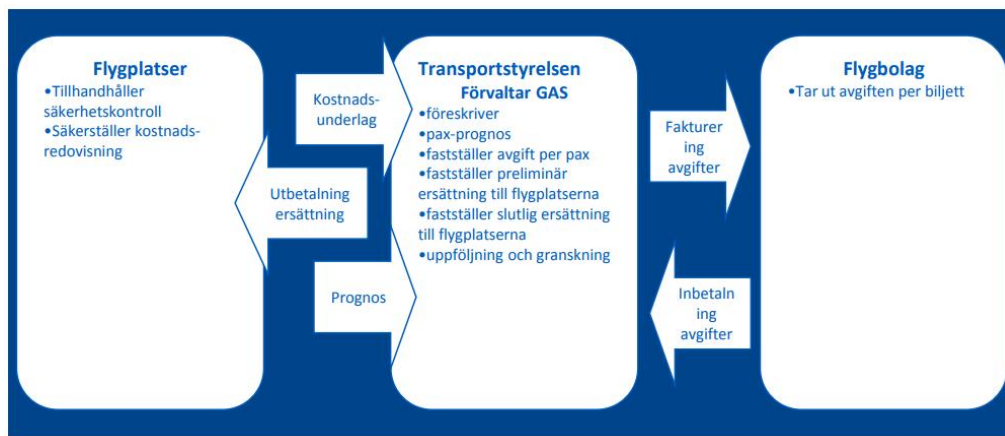 Flygplatser
•Tillhandhåller
säkerhetskontroll
•Säkerställer kostnads-
redovisning
Kostnads-
underlag
Utbetalning
ersättning
Prognos
Transportstyrelsen
Förvaltar GAS
•föreskriver
•pax-prognos
•fastställer avgift per pax
•fastställer preliminär
ersättning till flygplatserna
•fastställer slutlig ersättning
till flygplatserna
•uppföljning och granskning
Fakturer
ing
avgifter
Inbetaln
ing
avgifter
Flygbolag
•Tar ut avgiften per biljett